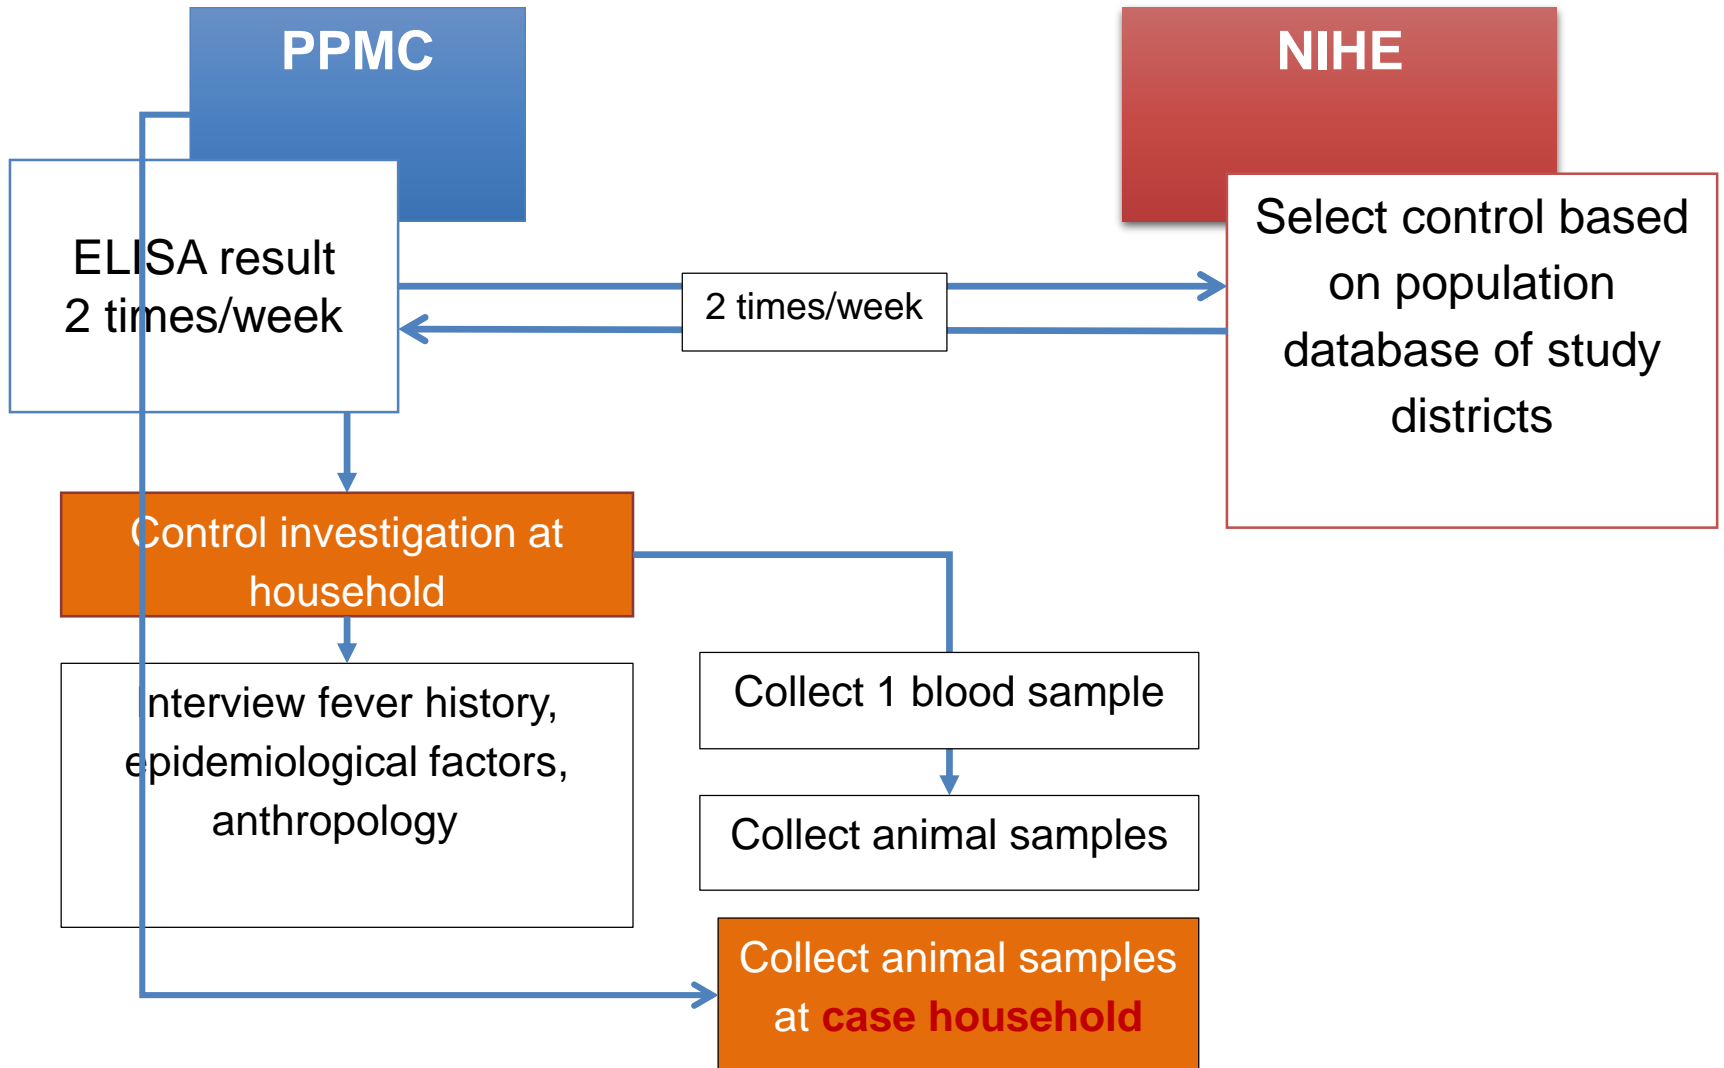 PPMC
NIHE
ELISA result
2 times/week
2 times/week
Select control based
on population
database of study
districts
Control investigation at
household
Interview fever history,
epidemiological factors,
anthropology
Collect 1 blood sample
Collect animal samples
Collect animal samples
at case household